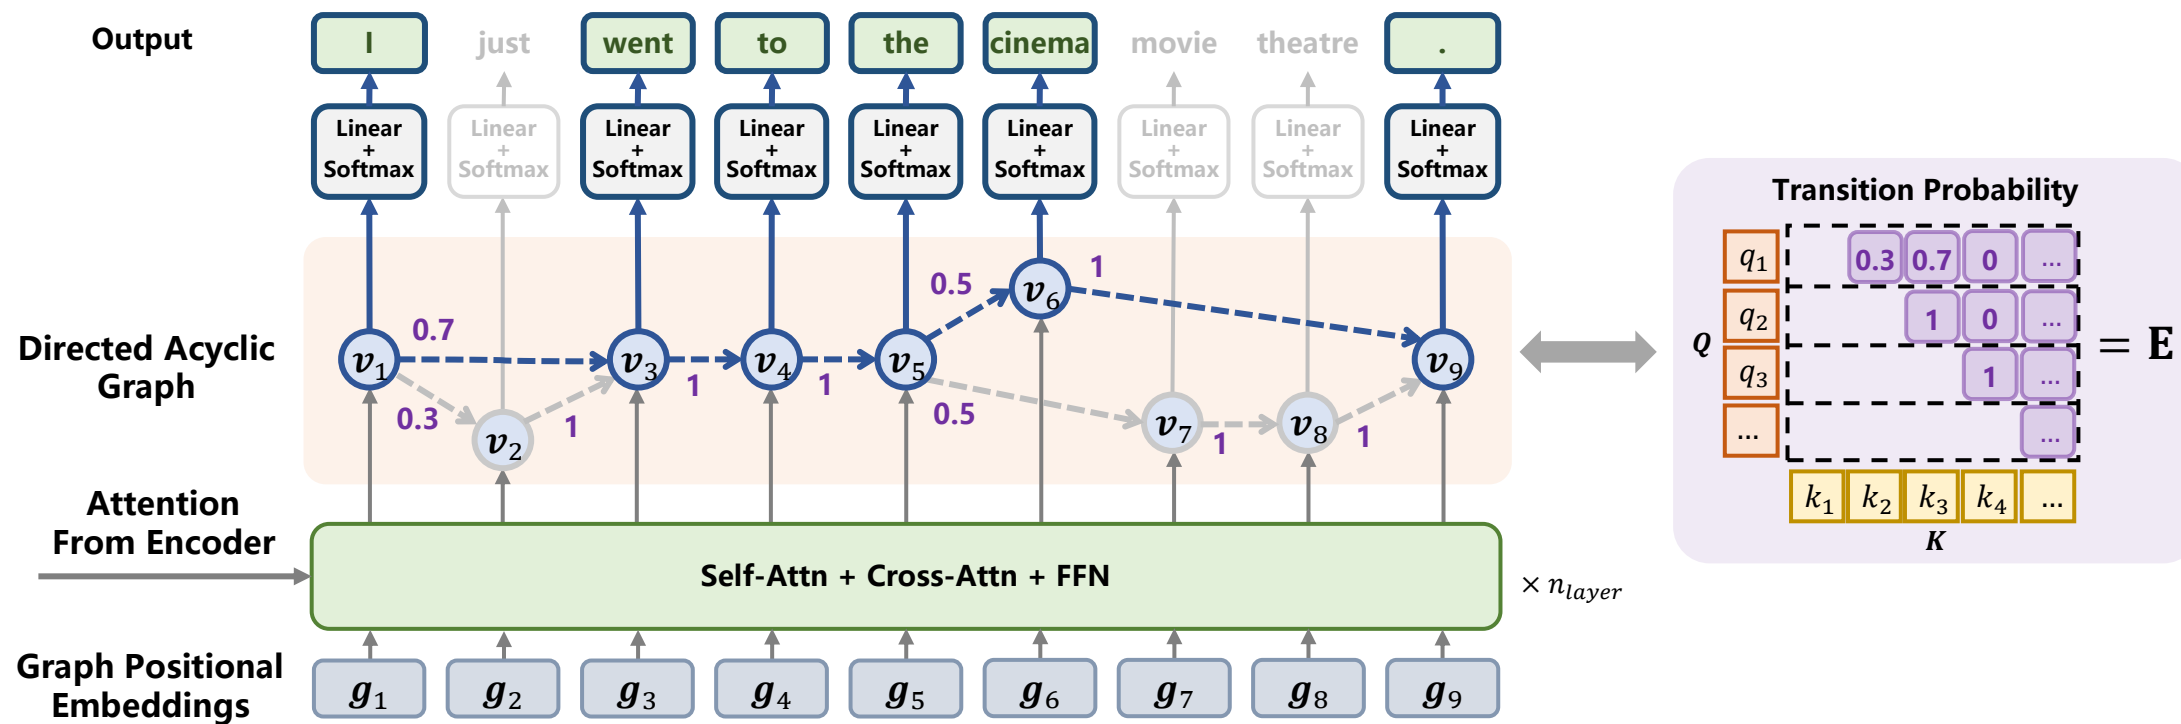 Output
I just went to the cinema movie theatre .
Linear Linear Linear Linear Linear Linear Linear Linear Linear
+ + + + + + + + +
Softmax Softmax Softmax Softmax Softmax Softmax Softmax Softmax Softmax
Directed Acyclic
Graph
v1 v2 v3 v4 v5 v6 v7 v8 v9
0.7
0.3
1
1
1
0.5
0.5
1
1
1
Attention
From Encoder
Self-Attn + Cross-Attn + FFN
× nlayer
Graph Positional
Embeddings
g1 g2 g3 g4 g5 g6 g7 g8 g9
Transition Probability
q1 0.3 0.7 0 ...
q2 1 0 ...
q3 1 ...
... ...
Q
= E
k1 k2 k3 k4 ...
K